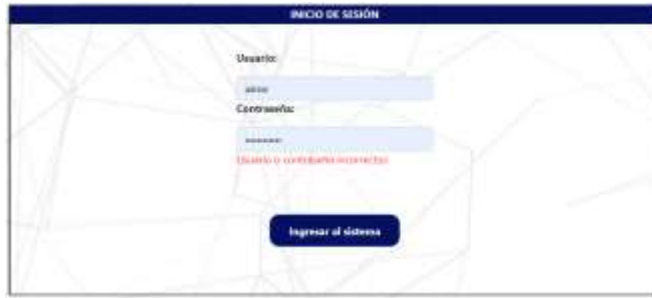 INICIO DE SESIÓN
Usuario:
Contraseña:
Usuario o contraseña incorrectos
Ingresar al sistema